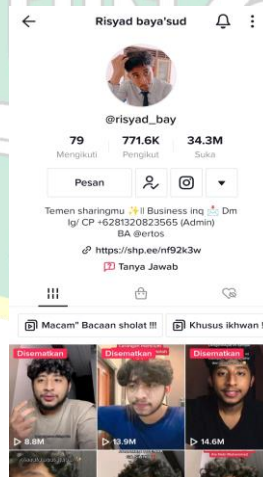 Risyad baya'sud
@risyad_bay
79 771.6K 34.3M
Mengikuti Pengikut Suka
Pesan
Temen sharingmu ✨ll Business inq 📩 Dm
Ig/ CP +6281320823565 (Admin)
BA @ertos
https://shp.ee/nf92k3w
Tanya Jawab
Macam" Bacaan sholat !!! Khusus ikhwan !
Disematkan Disematkan Disematkan
8.8M 13.9M 14.6M